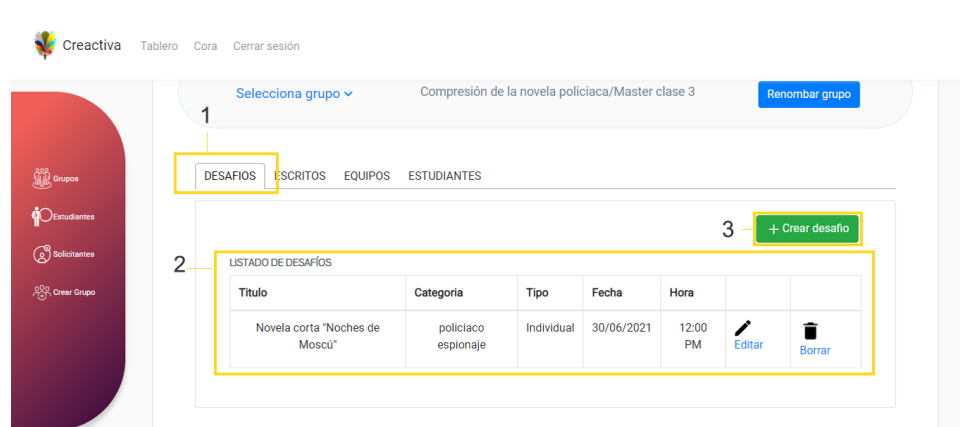 Creactiva Tablero Cora Cerrar sesión
Selecciona grupo Compresión de la novela policiaca/Master clase 3 Renombar grupo
1
DESAFIOS ESCRITOS EQUIPOS ESTUDIANTES
Grupos
Estudiantes
Solicitantes
Crear Grupo
3 + Crear desafio
2
LISTADO DE DESAFÍOS
Titulo Categoria Tipo Fecha Hora
Novela corta "Noches de policiaco Individual 30/06/2021 12:00
Moscú" espionaje PM Editar Borrar